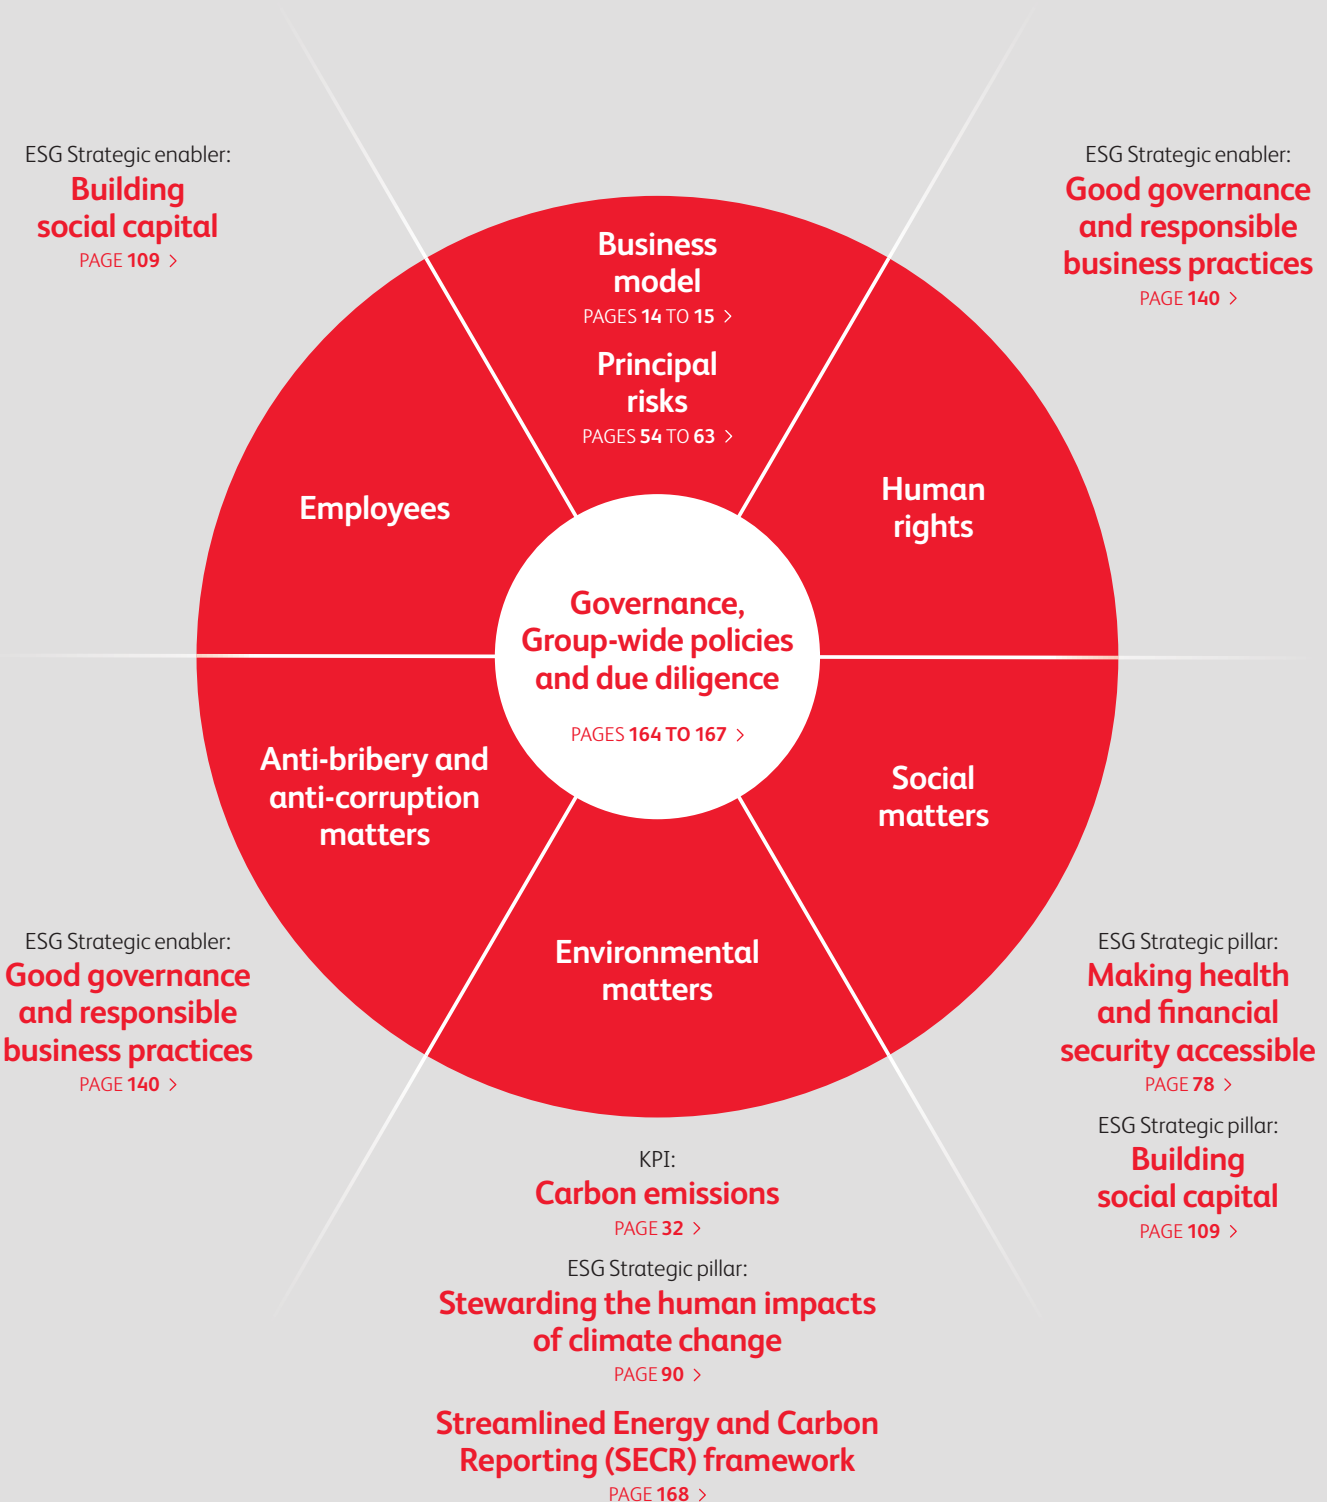 ESG Strategic enabler:
Building
social capital
PAGE 109 >
ESG Strategic enabler:
Good governance
and responsible
business practices
PAGE 140 >
Business
model
PAGES 14 TO 15 >
Principal
risks
PAGES 54 TO 63 >
Employees
Human
rights
Governance,
Group-wide policies
and due diligence
PAGES 164 TO 167 >
Anti-bribery and
anti-corruption
matters
Social
matters
Environmental
matters
ESG Strategic enabler:
Good governance
and responsible
business practices
PAGE 140 >
ESG Strategic pillar:
Making health
and financial
security accessible
PAGE 78 >
ESG Strategic pillar:
Building
social capital
PAGE 109 >
KPI:
Carbon emissions
PAGE 32 >
ESG Strategic pillar:
Stewarding the human impacts
of climate change
PAGE 90 >
Streamlined Energy and Carbon
Reporting (SECR) framework
PAGE 168 >